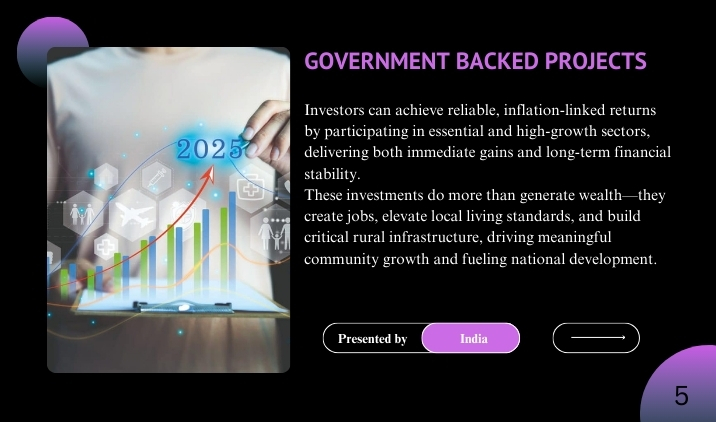 GOVERNMENT BACKED PROJECTS
Investors can achieve reliable, inflation-linked returns
by participating in essential and high-growth sectors,
delivering both immediate gains and long-term financial
stability.
These investments do more than generate wealth—they
create jobs, elevate local living standards, and build
critical rural infrastructure, driving meaningful
community growth and fueling national development.
2025
Presented by
India
5